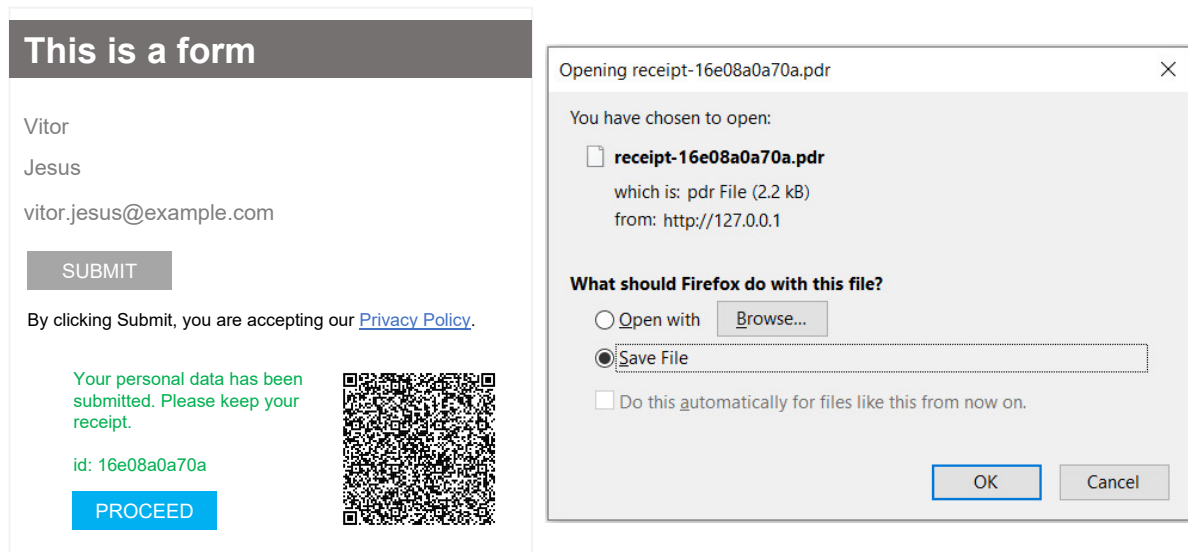 This is a form
Vitor
Jesus
vitor.jesus@example.com
SUBMIT
By clicking Submit, you are accepting our Privacy Policy.
Your personal data has been
submitted. Please keep your
receipt.
id: 16e08a0a70a
PROCEED
Opening receipt-16e08a0a70a.pdr
You have chosen to open:
receipt-16e08a0a70a.pdr
which is: pdr File (2.2 kB)
from: http://127.0.0.1
What should Firefox do with this file?
Open with Browse...
Save File
Do this automatically for files like this from now on.
OK Cancel